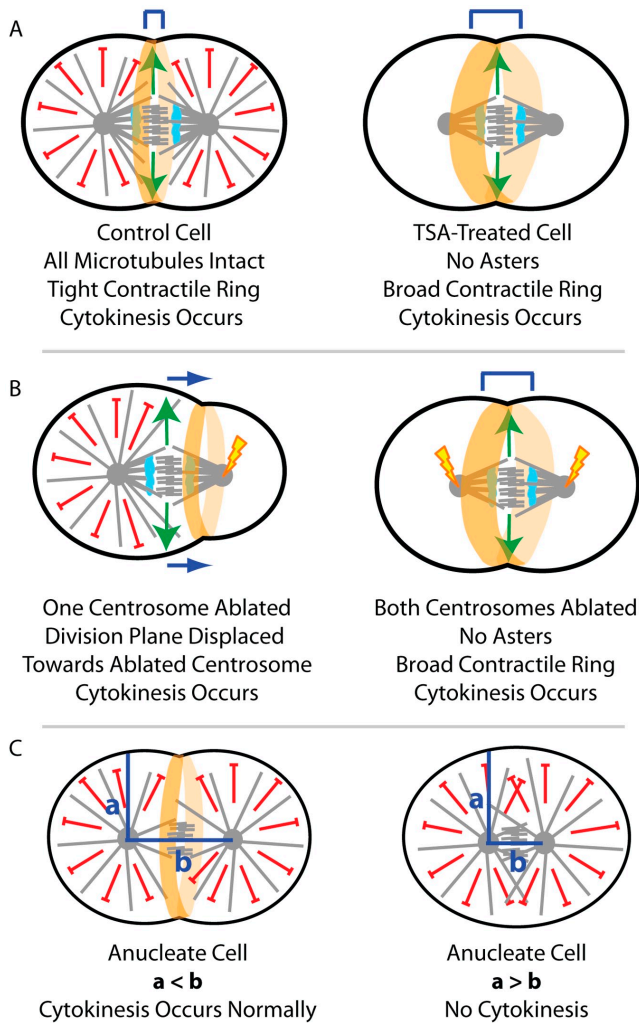 A
Control Cell
All Microtubules Intact
Tight Contractile Ring
Cytokinesis Occurs
TSA-Treated Cell
No Asters
Broad Contractile Ring
Cytokinesis Occurs
B
One Centrosome Ablated
Division Plane Displaced
Towards Ablated Centrosome
Cytokinesis Occurs
Both Centrosomes Ablated
No Asters
Broad Contractile Ring
Cytokinesis Occurs
C
a
b
Anucleate Cell
a < b
Cytokinesis Occurs Normally
a
b
Anucleate Cell
a > b
No Cytokinesis